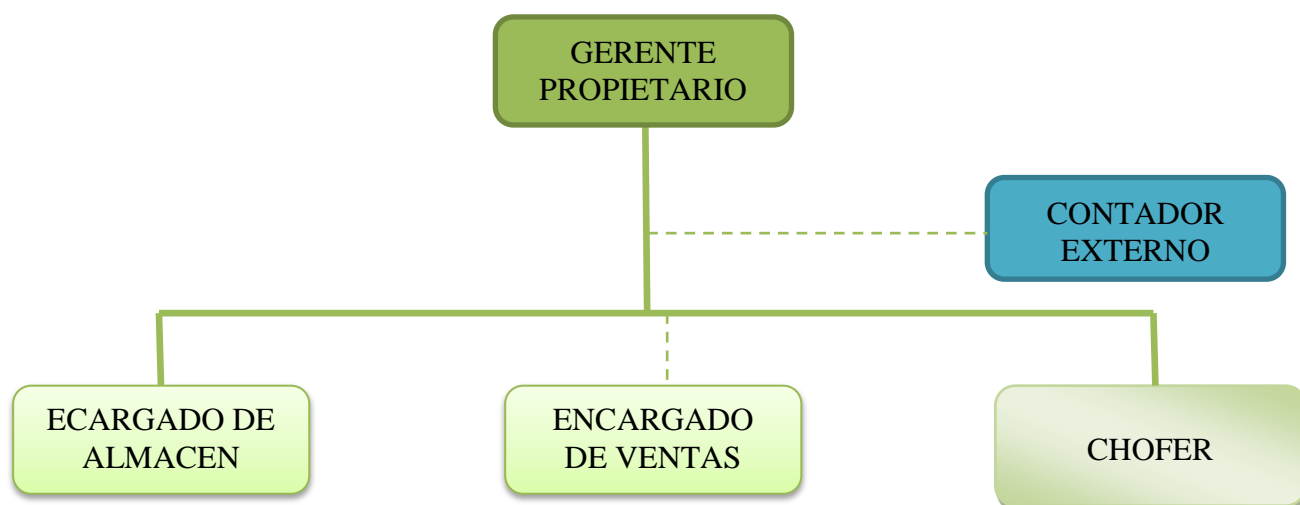 GERENTE
PROPIETARIO
CONTADOR
EXTERNO
ECARGADO DE
ALMACEN
ENCARGADO
DE VENTAS
CHOFER